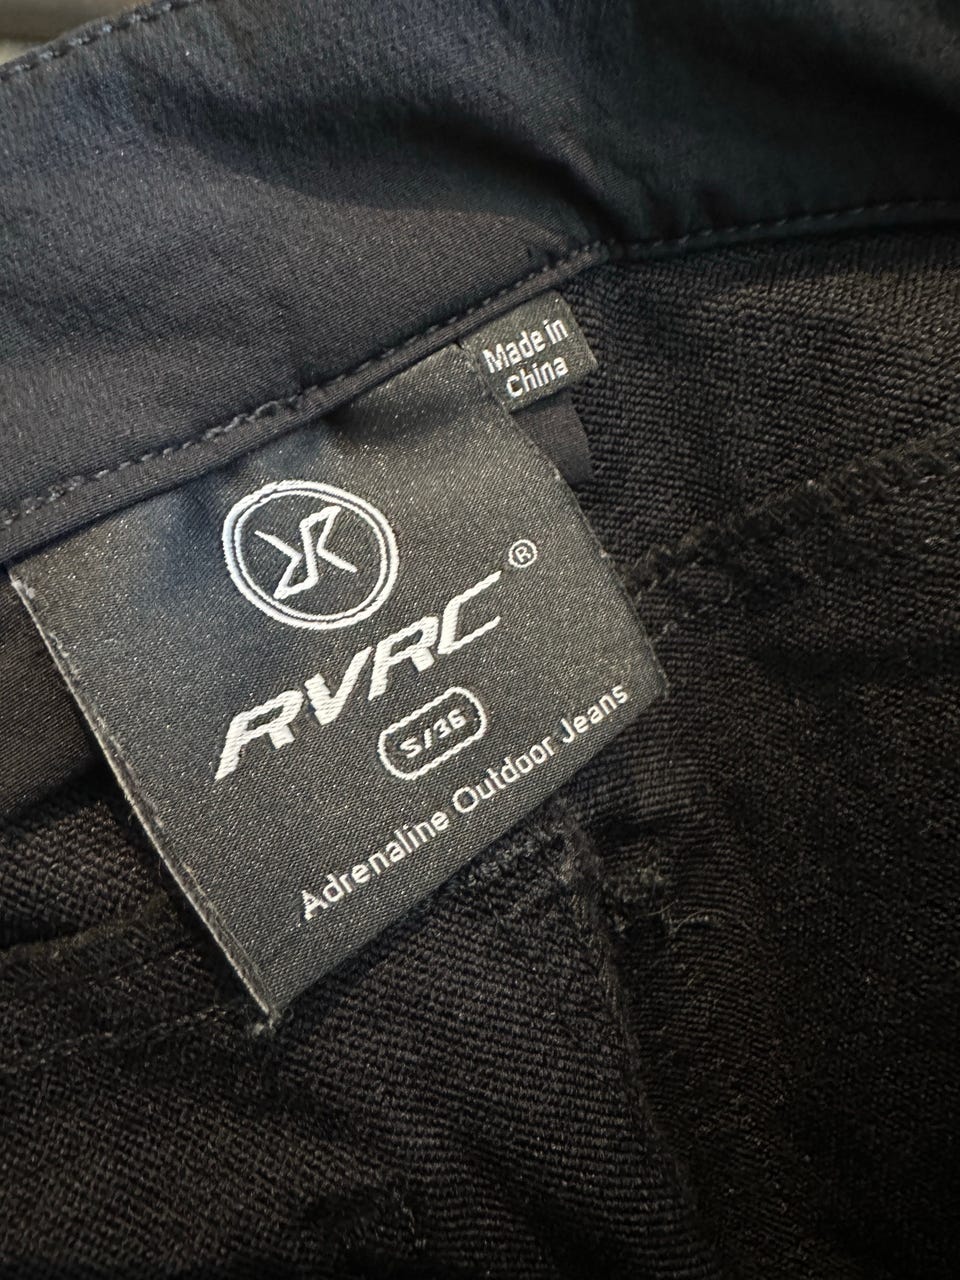 Made in
China
RVRC®
S/36
Adrenaline Outdoor Jeans